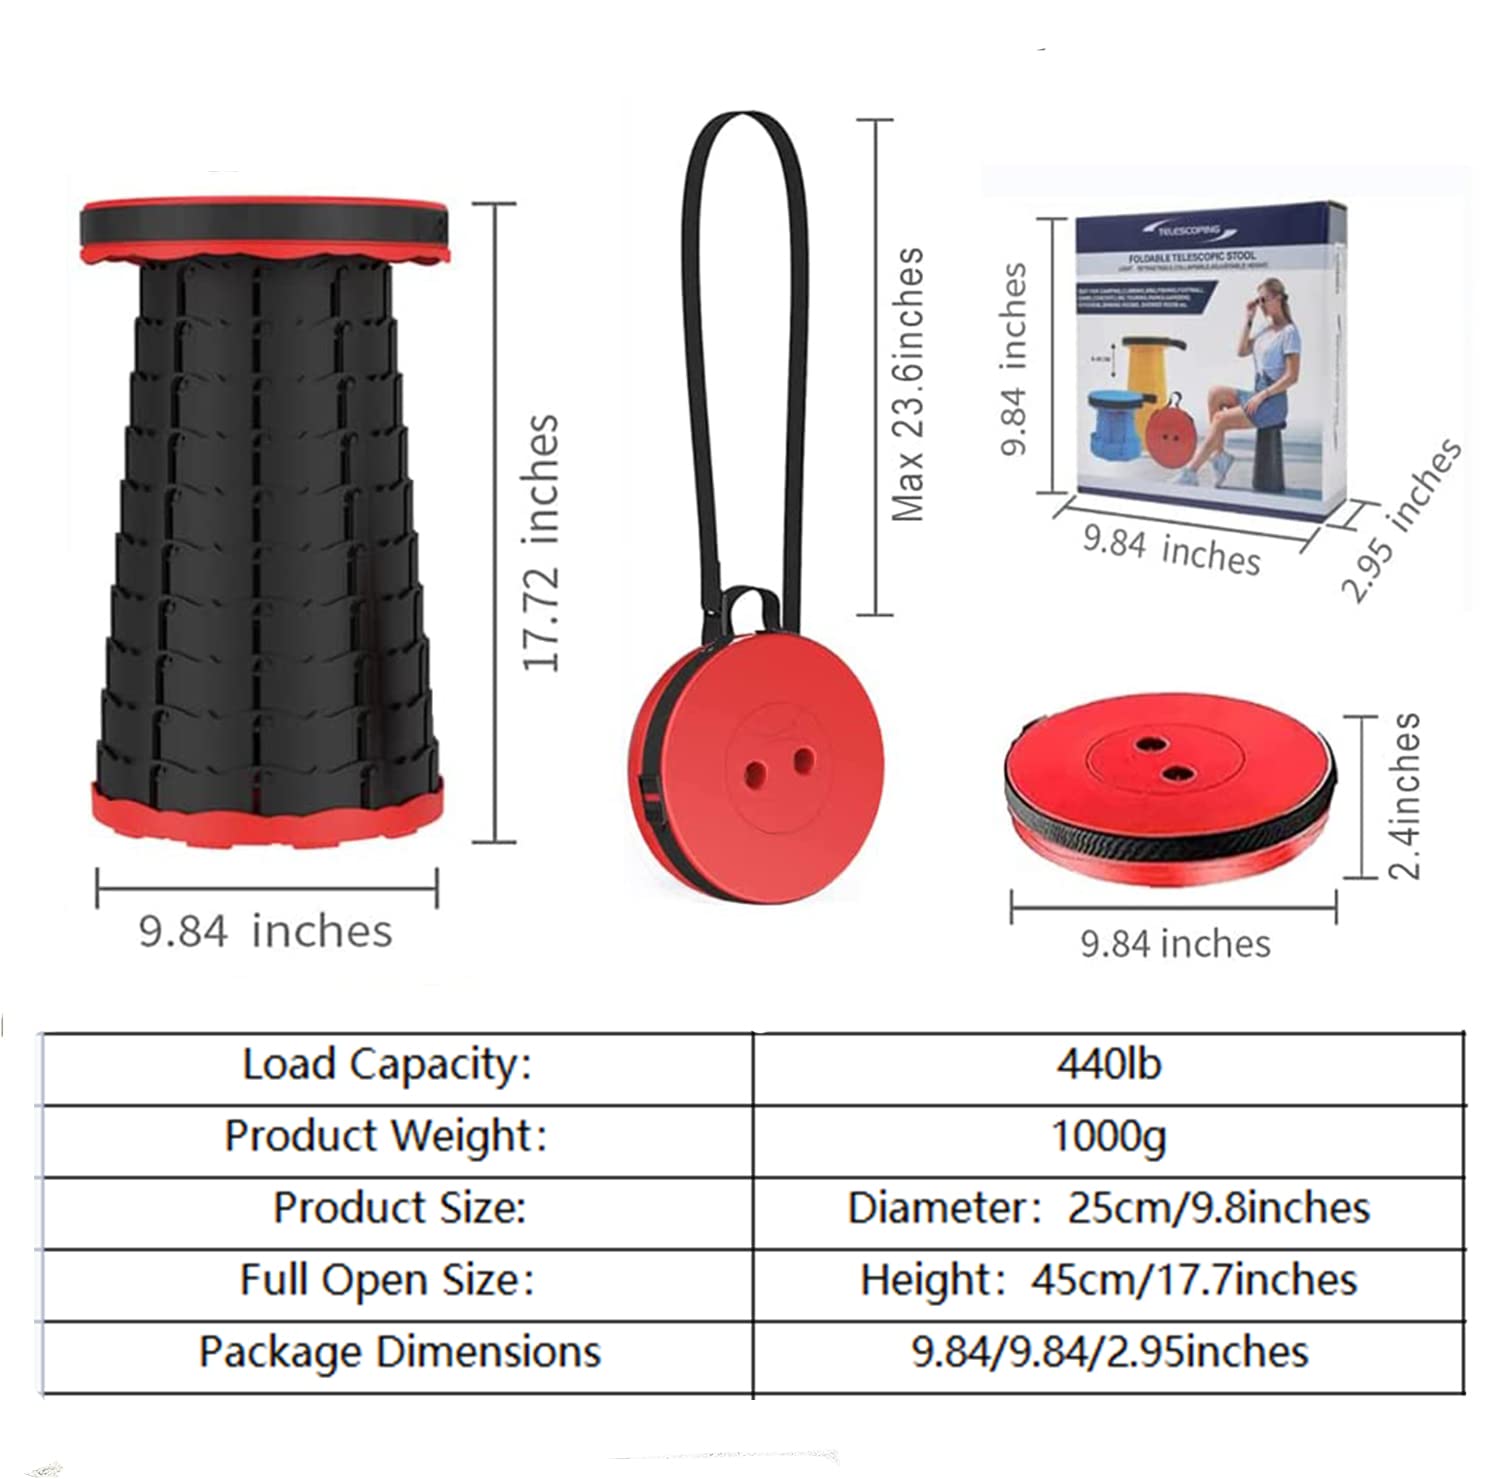 17.72 inches
9.84 inches
Max 23.6inches
9.84 inches
TELESCOPING
FOLDABLE TELESCOPIC STOOL
9.84 inches
2.95 inches
2.4inches
9.84 inches
Load Capacity: 440lb
Product Weight: 1000g
Product Size: Diameter: 25cm/9.8inches
Full Open Size: Height: 45cm/17.7inches
Package Dimensions 9.84/9.84/2.95inches